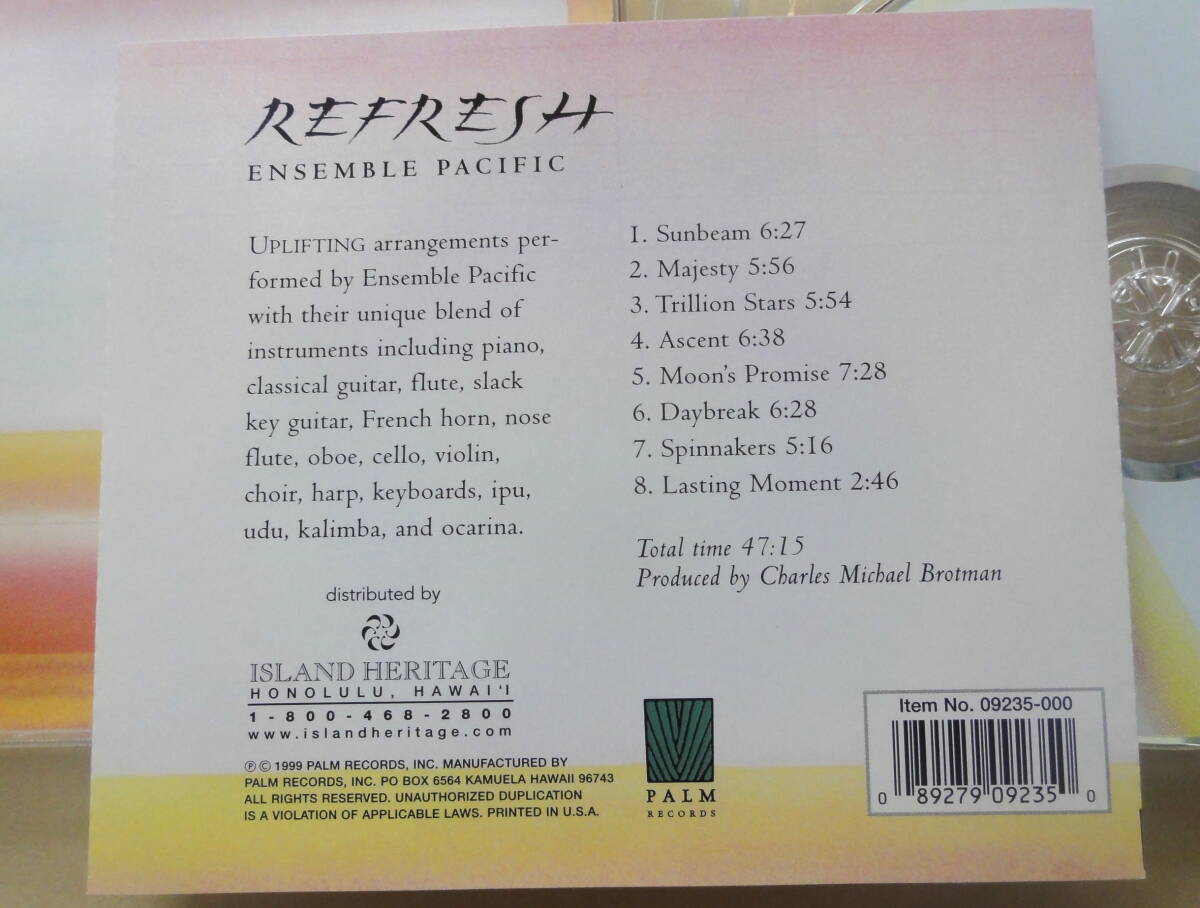 REFRESH
ENSEMBLE PACIFIC
UPLIFTING arrangements per-
formed by Ensemble Pacific
with their unique blend of
instruments including piano,
classical guitar, flute, slack
key guitar, French horn, nose
flute, oboe, cello, violin,
choir, harp, keyboards, ipu,
udu, kalimba, and ocarina.
1. Sunbeam 6:27
2. Majesty 5:56
3. Trillion Stars 5:54
4. Ascent 6:38
5. Moon's Promise 7:28
6. Daybreak 6:28
7. Spinnakers 5:16
8. Lasting Moment 2:46
Total time 47:15
Produced by Charles Michael Brotman
distributed by
ISLAND HERITAGE
HONOLULU, HAWAI'I
1-800-468-2800
www.islandheritage.com
℗ © 1999 PALM RECORDS, INC. MANUFACTURED BY
PALM RECORDS, INC. PO BOX 6564 KAMUELA HAWAII 96743
ALL RIGHTS RESERVED. UNAUTHORIZED DUPLICATION
IS A VIOLATION OF APPLICABLE LAWS. PRINTED IN U.S.A.
PALM
RECORDS
Item No. 09235-000
0 89279 09235 0